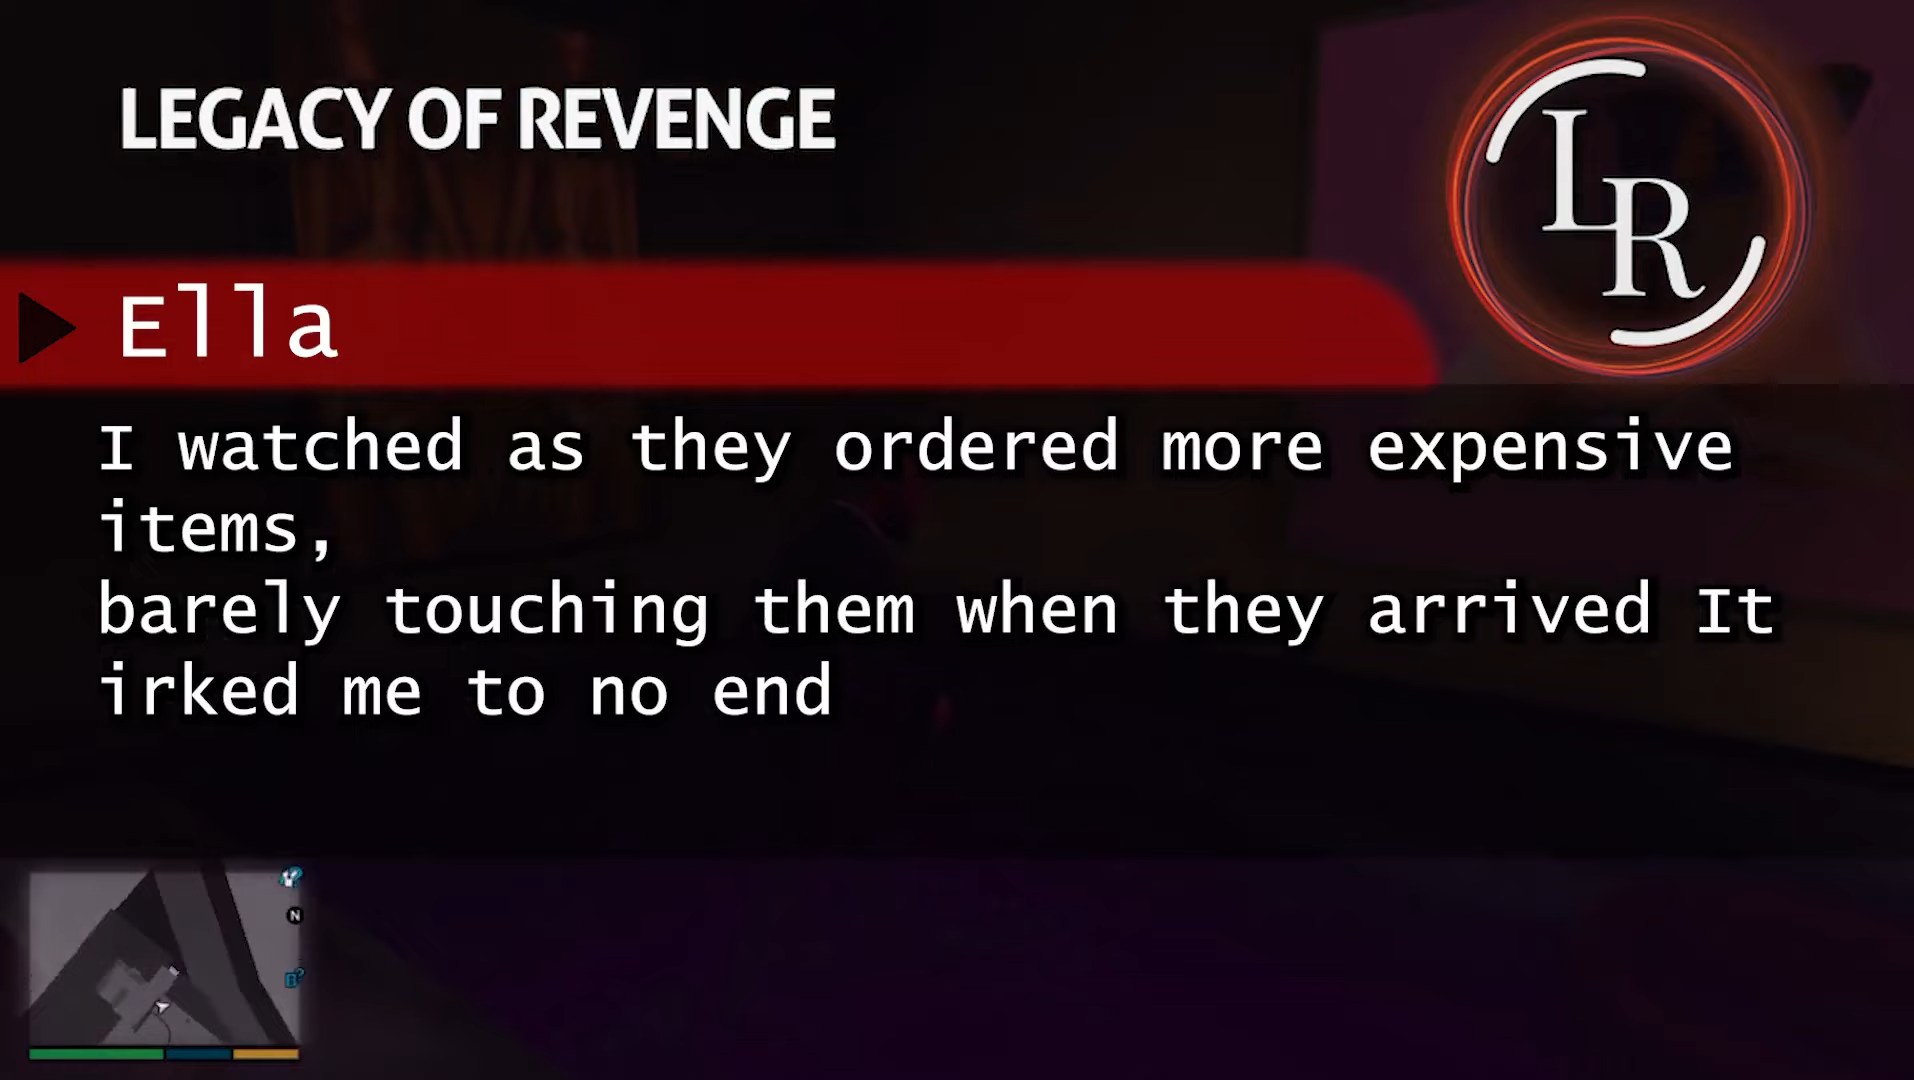 LEGACY OF REVENGE
L
R
Ella
I watched as they ordered more expensive
items,
barely touching them when they arrived It
irked me to no end
N